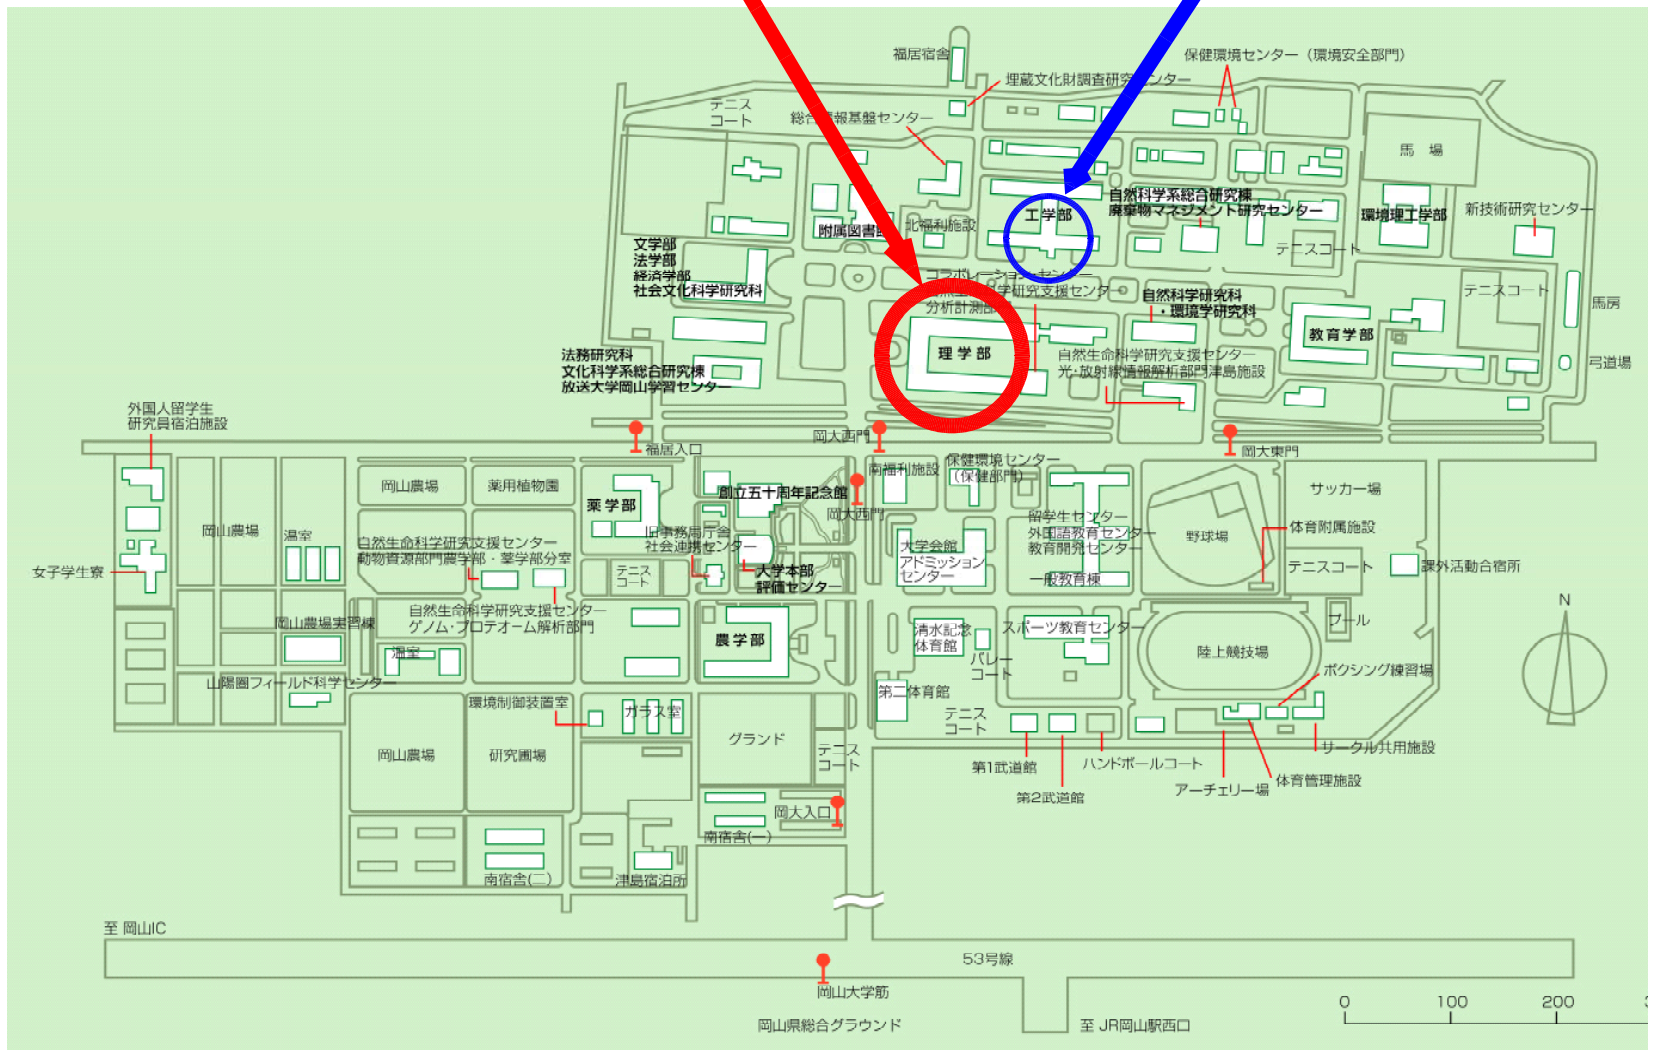 福居宿舎
保健環境センター（環境安全部門）
埋蔵文化財調査研究センター
テニス
コート
総合情報基盤センター
馬 場
自然科学系総合研究棟
廃棄物マネジメント研究センター
工学部
環境理工学部
新技術研究センター
附属図書館
北福利施設
テニスコート
文学部
法学部
経済学部
社会文化科学研究科
コラボレーション・センター
自然生命科学研究支援センター
分析計測部
自然科学研究科
・環境学研究科
テニスコート
馬房
教育学部
理学部
法務研究科
文化科学系総合研究棟
放送大学岡山学習センター
自然生命科学研究支援センター
光・放射線情報解析部門津島施設
弓道場
外国人留学生
研究員宿泊施設
福居入口
岡大西門
岡大東門
岡山農場
薬用植物園
薬学部
創立五十周年記念館
南福利施設
保健環境センター
（保健部門）
サッカー場
岡大西門
岡山農場
温室
旧事務局庁舎
社会連携センター
留学生センター
外国語教育センター
教育開発センター
野球場
体育附属施設
自然生命科学研究支援センター
動物資源部門農学部・薬学部分室
女子学生寮
テニス
コート
大学本部
評価センター
大学会館
アドミッション
センター
一般教育棟
テニスコート
課外活動合宿所
自然生命科学研究支援センター
ゲノム・プロテオーム解析部門
N
岡山農場実習棟
温室
農学部
清水記念
体育館
スポーツ教育センター
バレー
コート
プール
陸上競技場
ボクシング練習場
山陽圏フィールド科学センター
環境制御装置室
ガラス室
第二体育館
テニス
コート
岡山農場
研究圃場
グランド
テニス
コート
第1武道館
ハンドボールコート
サークル共用施設
体育管理施設
アーチェリー場
第2武道館
岡大入口
南宿舎(一)
南宿舎(二)
津島宿泊所
至 岡山IC
53号線
岡山大学筋
岡山県総合グラウンド
至 JR岡山駅西口
0 100 200